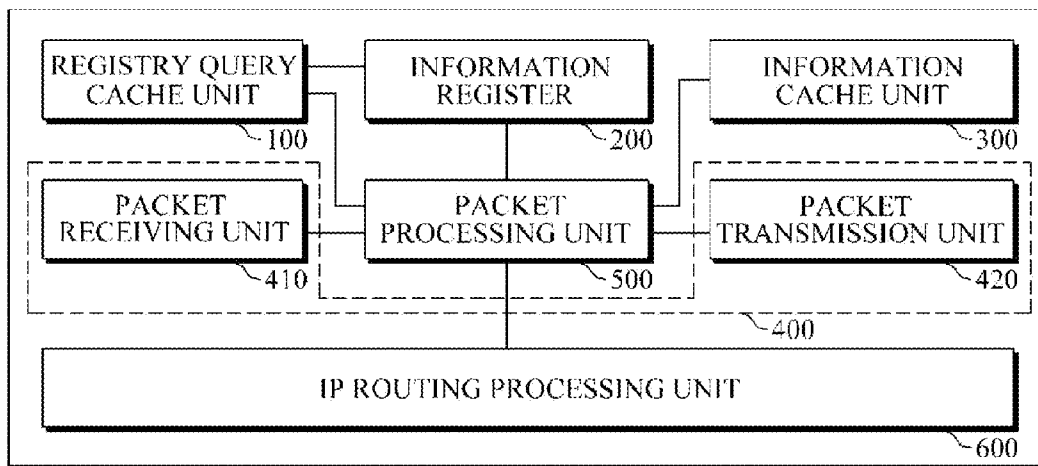 REGISTRY QUERY
CACHE UNIT
100
INFORMATION
REGISTER
200
INFORMATION
CACHE UNIT
300
PACKET
RECEIVING UNIT
410
PACKET
PROCESSING UNIT
500
PACKET
TRANSMISSION UNIT
420
400
IP ROUTING PROCESSING UNIT
600